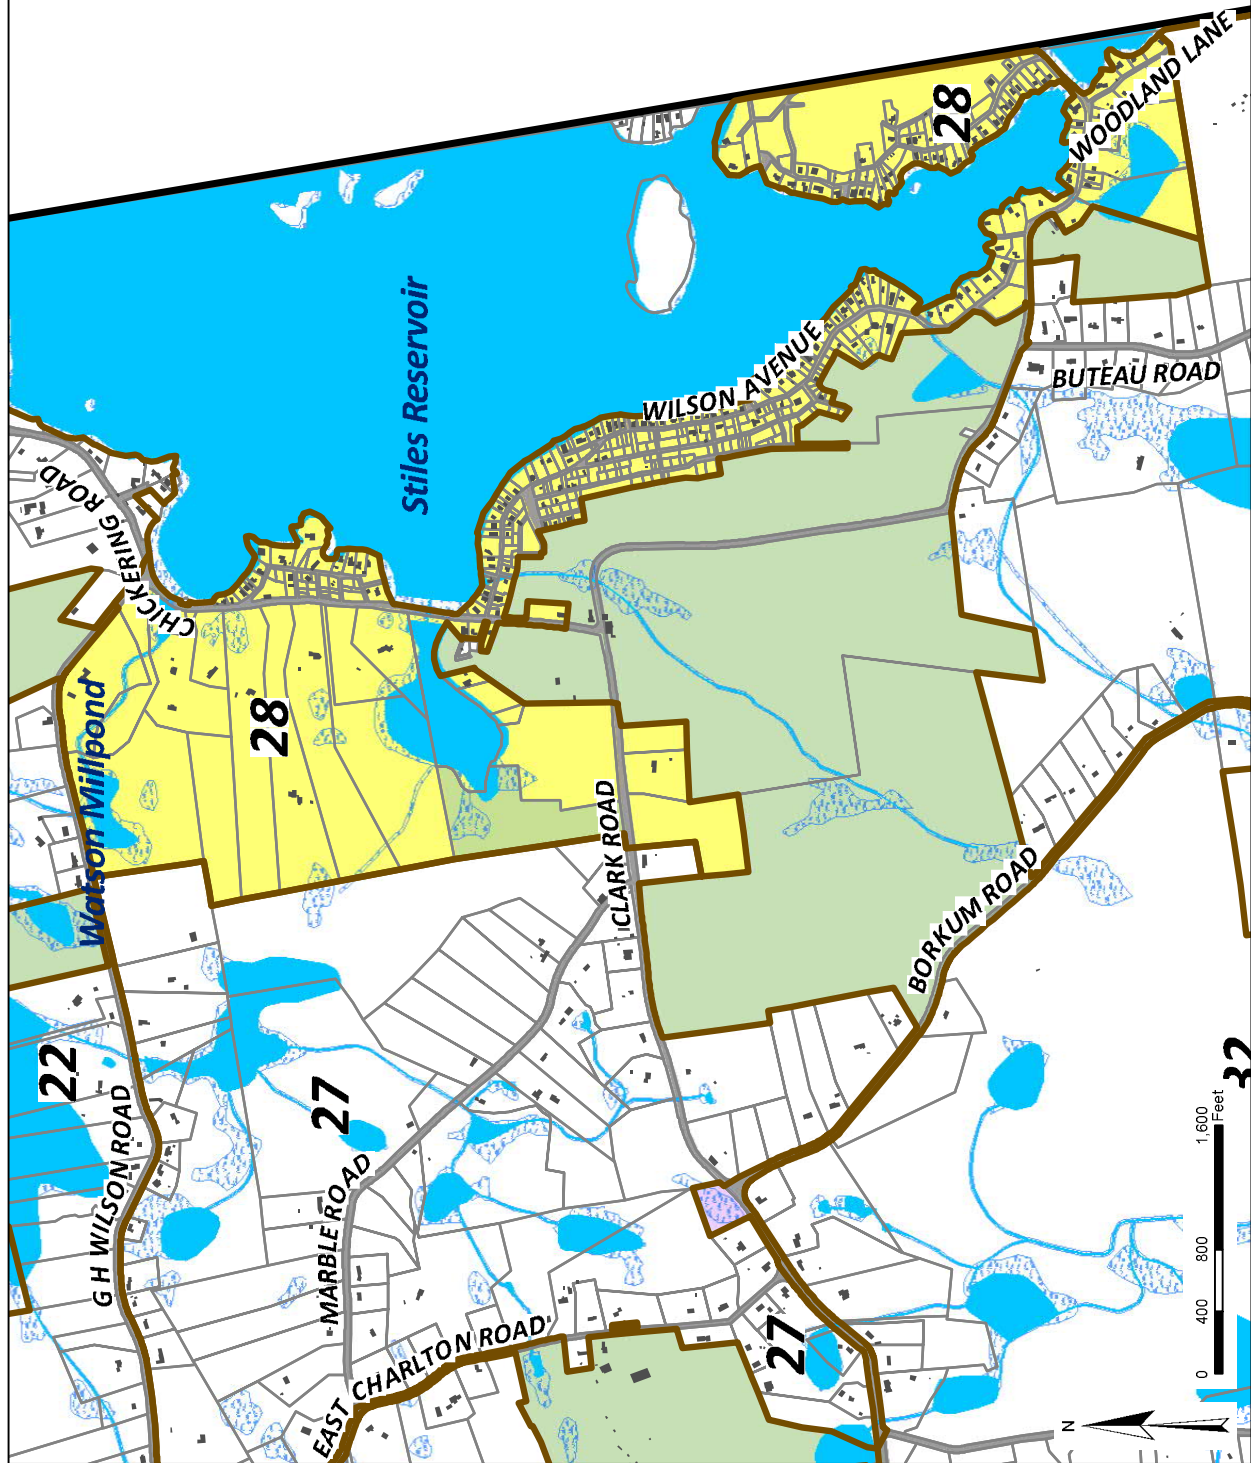 CHICKERING ROAD
Stiles Reservoir
28
WOODLAND LANE
WILSON AVENUE
BUTEAU ROAD
Watson Millpond
28
CLARK ROAD
BORKUM ROAD
22
G H WILSON ROAD
27
MARBLE ROAD
EAST CHARLTON ROAD
27
32
0 400 800 1,600
Feet
N